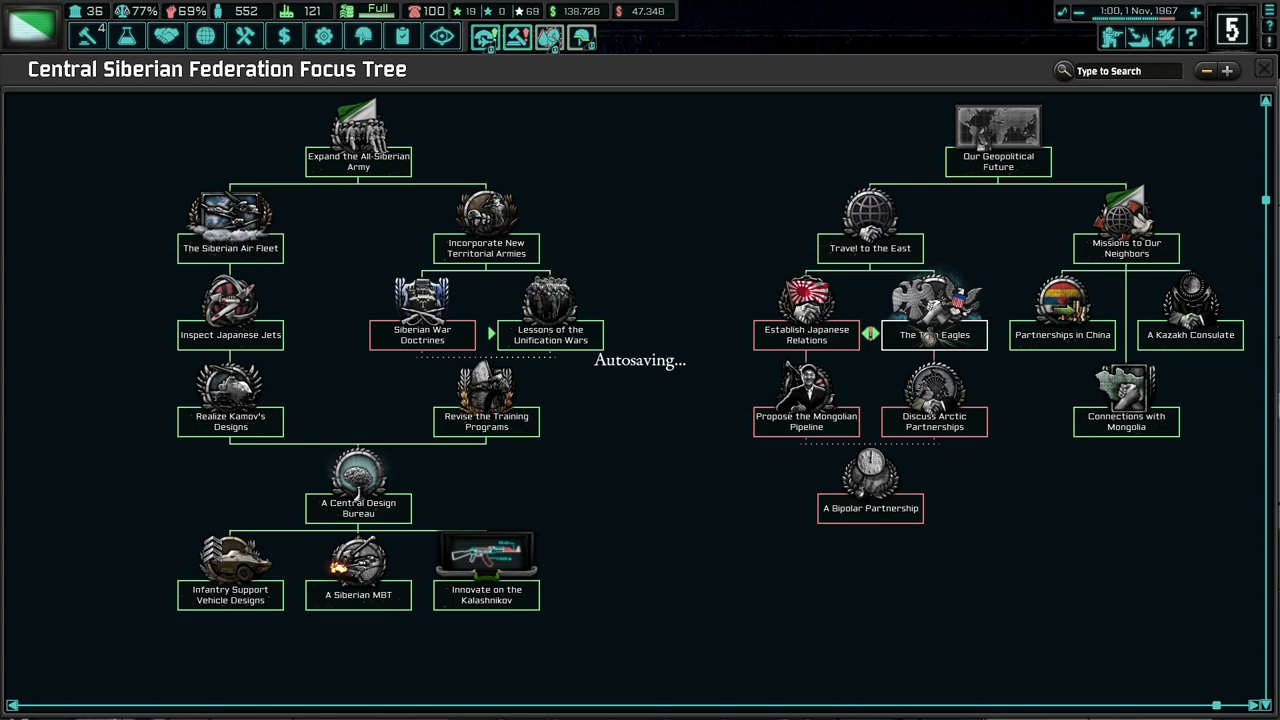 36 77% 69% 552 121 Full 100 19 0 69 $ 138.72B $ 47.34B
1:00, 1 Nov, 1967
5
4
Central Siberian Federation Focus Tree
Type to Search
Expand the All-Siberian
Army
Our Geopolitical
Future
The Siberian Air Fleet
Incorporate New
Territorial Armies
Travel to the East
Missions to Our
Neighbors
Inspect Japanese Jets
Siberian War
Doctrines
Lessons of the
Unification Wars
Establish Japanese
Relations
The Two Eagles
Partnerships in China
A Kazakh Consulate
Autosaving...
Realize Kamov's
Designs
Revise the Training
Programs
Propose the Mongolian
Pipeline
Discuss Arctic
Partnerships
Connections with
Mongolia
A Central Design
Bureau
A Bipolar Partnership
Infantry Support
Vehicle Designs
A Siberian MBT
Innovate on the
Kalashnikov